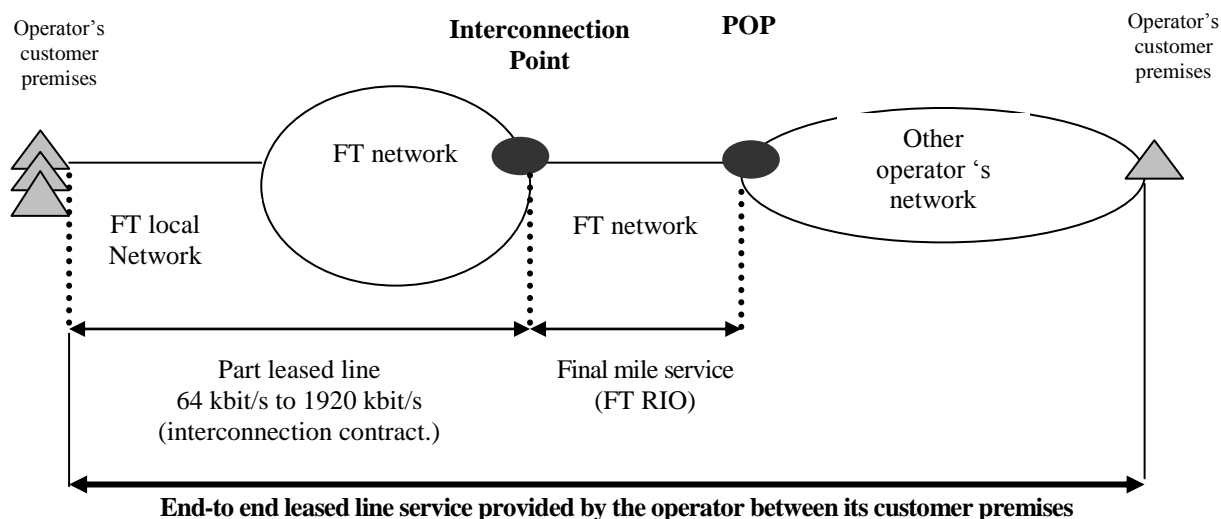 Operator’s
customer
premises
Interconnection
Point
POP
Operator’s
customer
premises
FT network
Other
operator ‘s
network
FT local
Network
FT network
Part leased line
64 kbit/s to 1920 kbit/s
(interconnection contract.)
Final mile service
(FT RIO)
End-to end leased line service provided by the operator between its customer premises